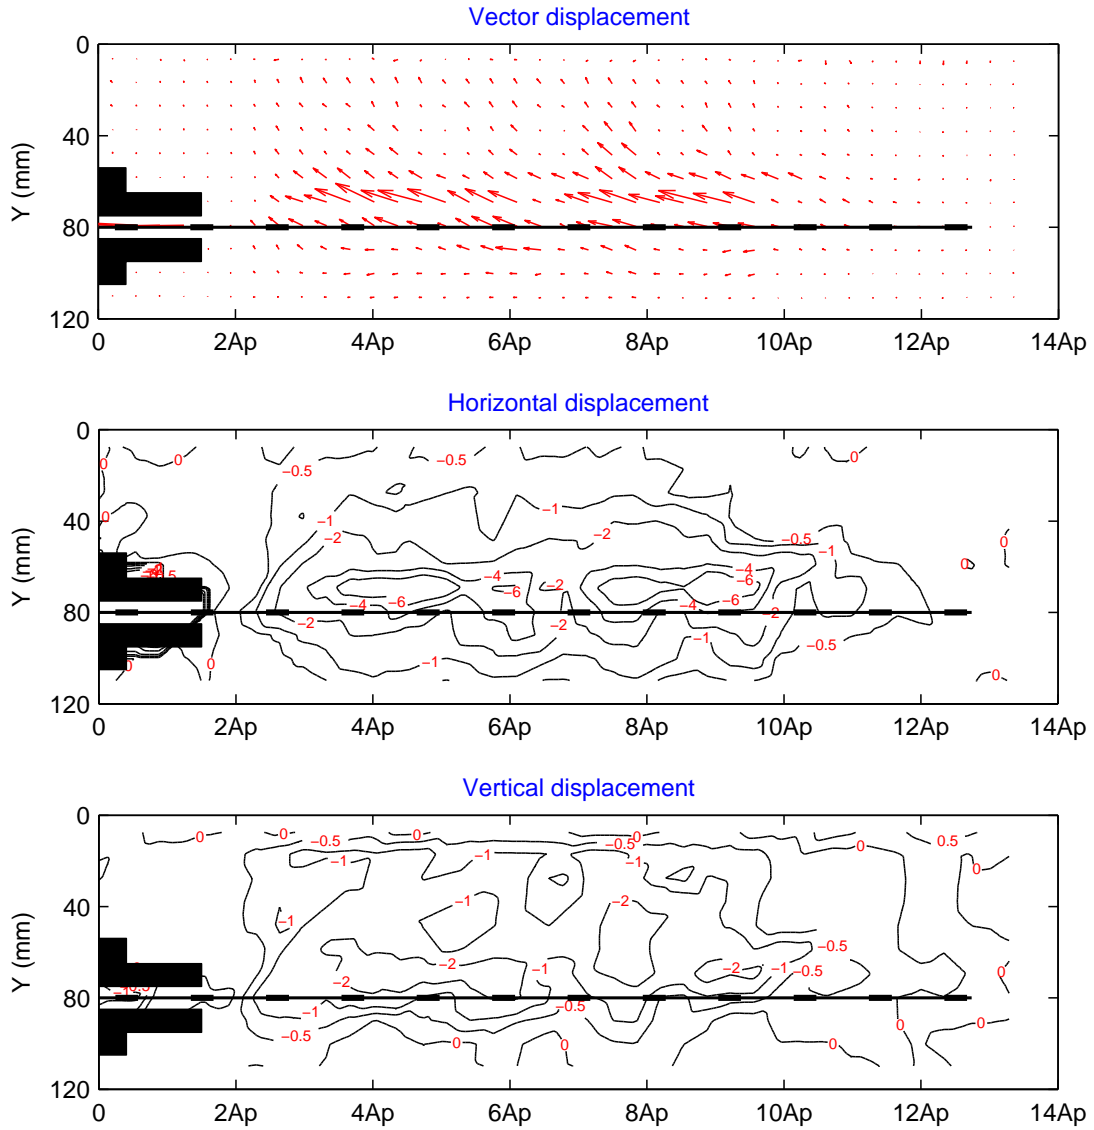 Vector displacement
0
40
80
120
Y (mm)
0 2Ap 4Ap 6Ap 8Ap 10Ap 12Ap 14Ap
Horizontal displacement
0
40
80
120
Y (mm)
0 0 −0.5 −0.5 0
0 −1 −1 −0.5 0
−2 −2 −1 0
−4 −4 −6
−6 −2 −6
−4 −6 −4 −6
−2 −2 −2
−1 −1 −0.5
0 0 0 0
0 2Ap 4Ap 6Ap 8Ap 10Ap 12Ap 14Ap
Vertical displacement
0
40
80
120
Y (mm)
0 0 0 0 0 0.5
−0.5 −0.5 0
−1 −1 −1 0
−1 −1 −2
−0.5
−2 −2 −1 −2 −1 −0.5 0
−2 −0.5
−1 −0.5
0 0 0 0 0
0 2Ap 4Ap 6Ap 8Ap 10Ap 12Ap 14Ap